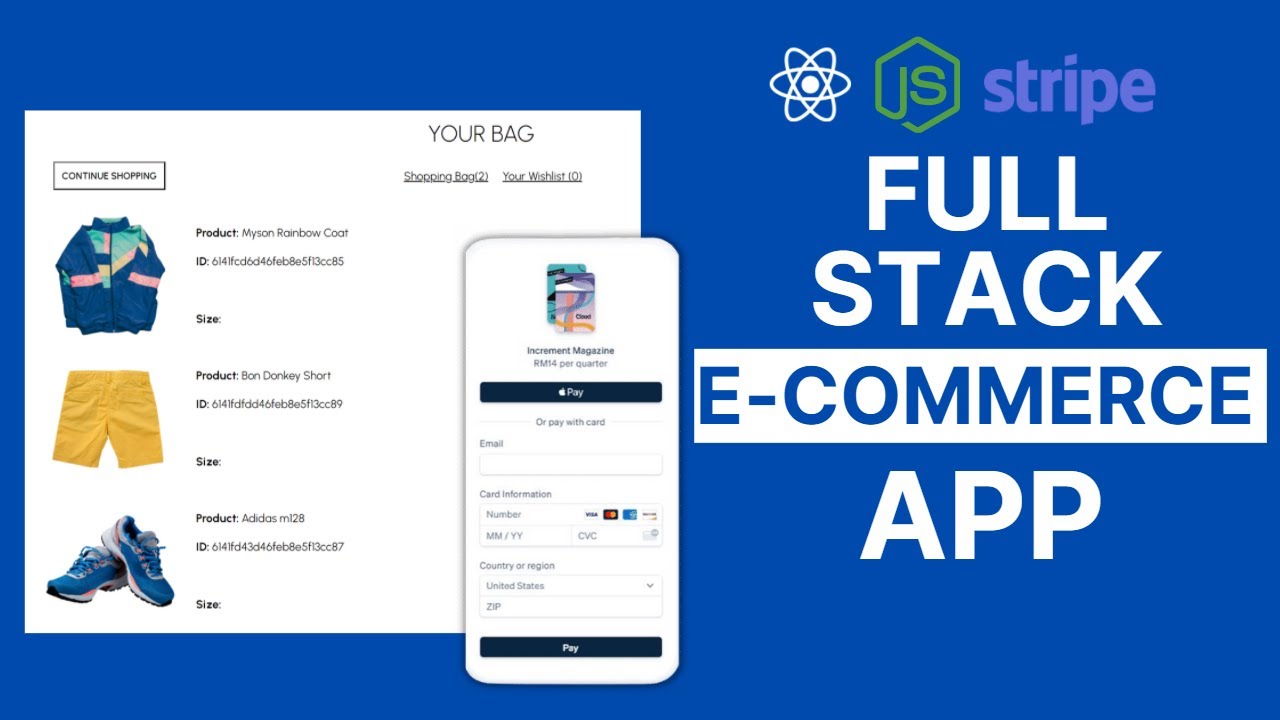 JS stripe
FULL
STACK
E-COMMERCE
APP
YOUR BAG
CONTINUE SHOPPING
Shopping Bag(2) Your Wishlist (0)
Product: Myson Rainbow Coat
ID: 6141fcd6d46feb8e5f13cc85
Size:
Product: Bon Donkey Short
ID: 6141fdfdd46feb8e5f13cc89
Size:
Product: Adidas m128
ID: 6141fd43d46feb8e5f13cc87
Size:
Cloud
Increment Magazine
RM14 per quarter
Pay
Or pay with card
Email
Card Information
Number VISA
MM / YY CVC
Country or region
United States
ZIP
Pay